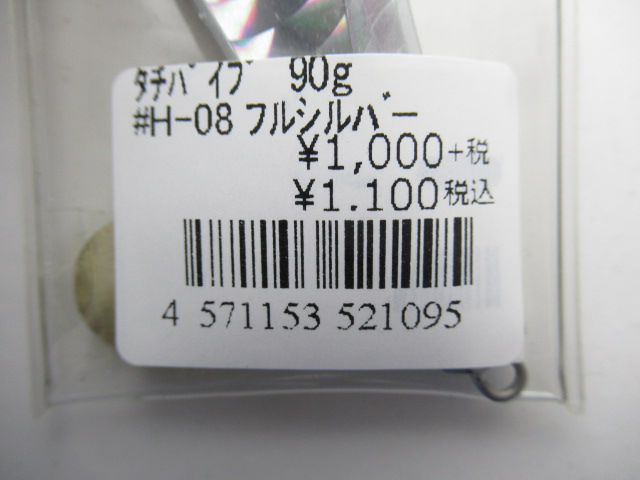 ﾀﾁﾊﾞｲﾌﾞ 90g
#H-08 フルシルバー
¥1,000+税
¥1.100税込
4 571153 521095